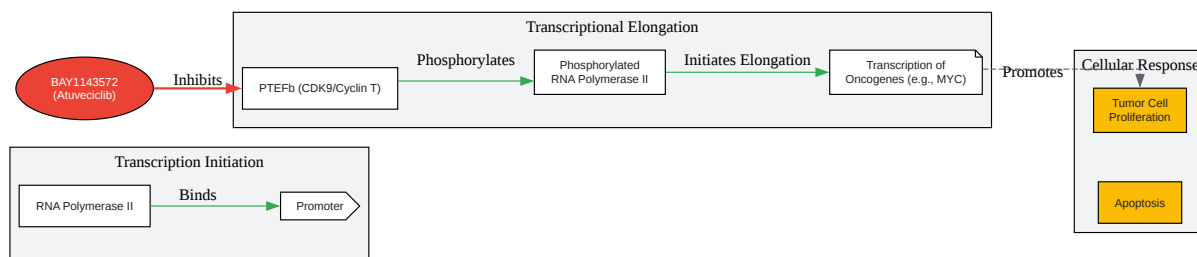 Transcriptional Elongation
BAY1143572
(Atuveciclib)
Inhibits
PTEFb (CDK9/Cyclin T)
Phosphorylates
Phosphorylated
RNA Polymerase II
Initiates Elongation
Transcription of
Oncogenes (e.g., MYC)
Promotes
Cellular Response
Tumor Cell
Proliferation
Apoptosis
Transcription Initiation
RNA Polymerase II
Binds
Promoter